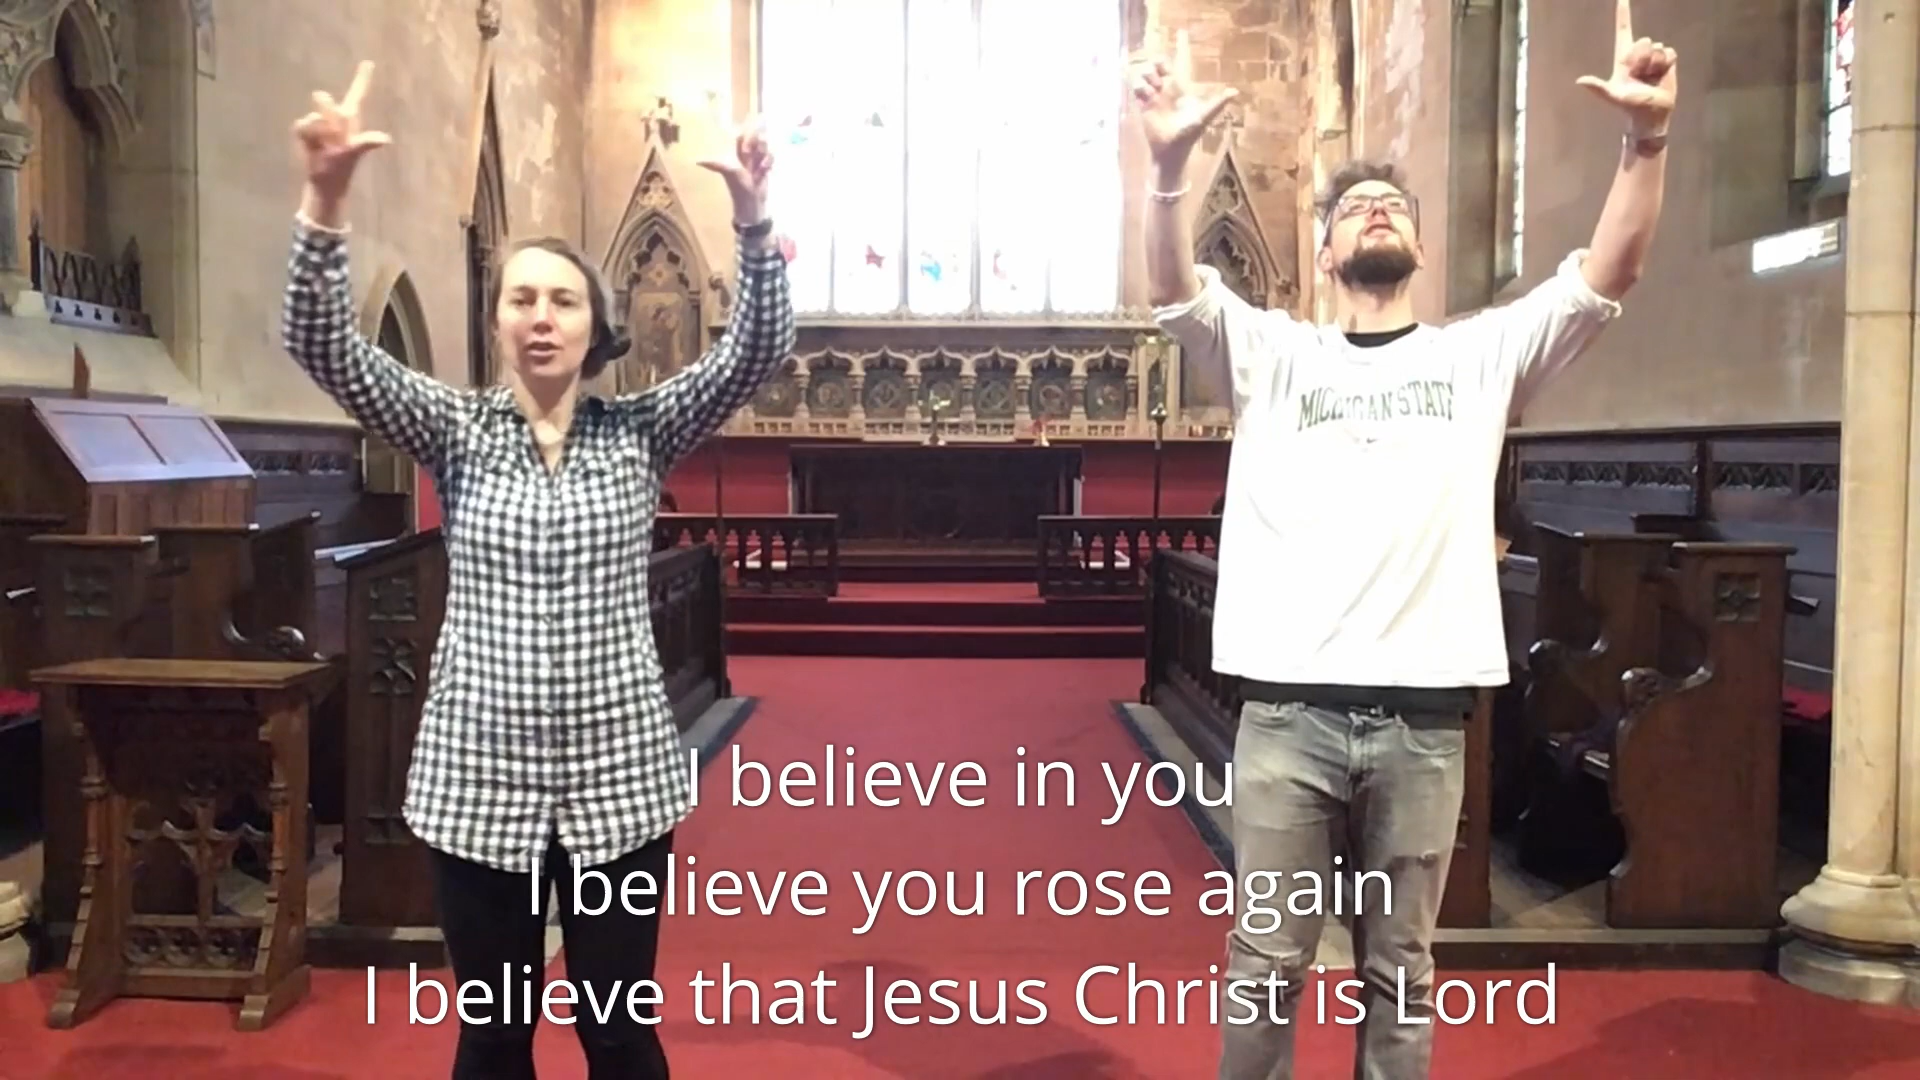 MICHIGAN STATE
I believe in you
I believe you rose again
I believe that Jesus Christ is Lord